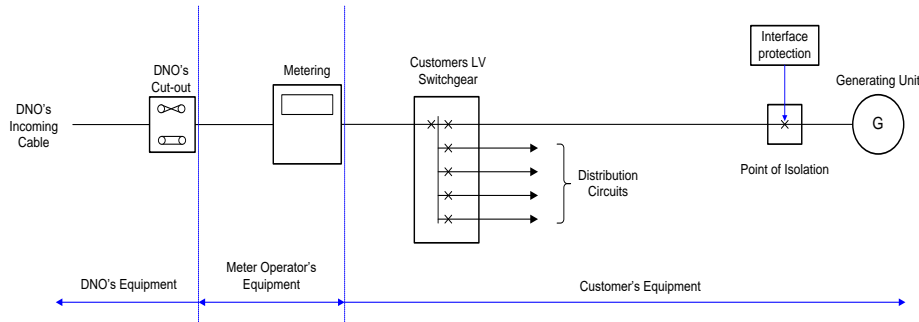 DNO's
Incoming
Cable
DNO's
Cut-out
Metering
Customers LV
Switchgear
Distribution
Circuits
Interface
protection
Point of Isolation
Generating Unit
G
DNO's Equipment
Meter Operator's
Equipment
Customer's Equipment